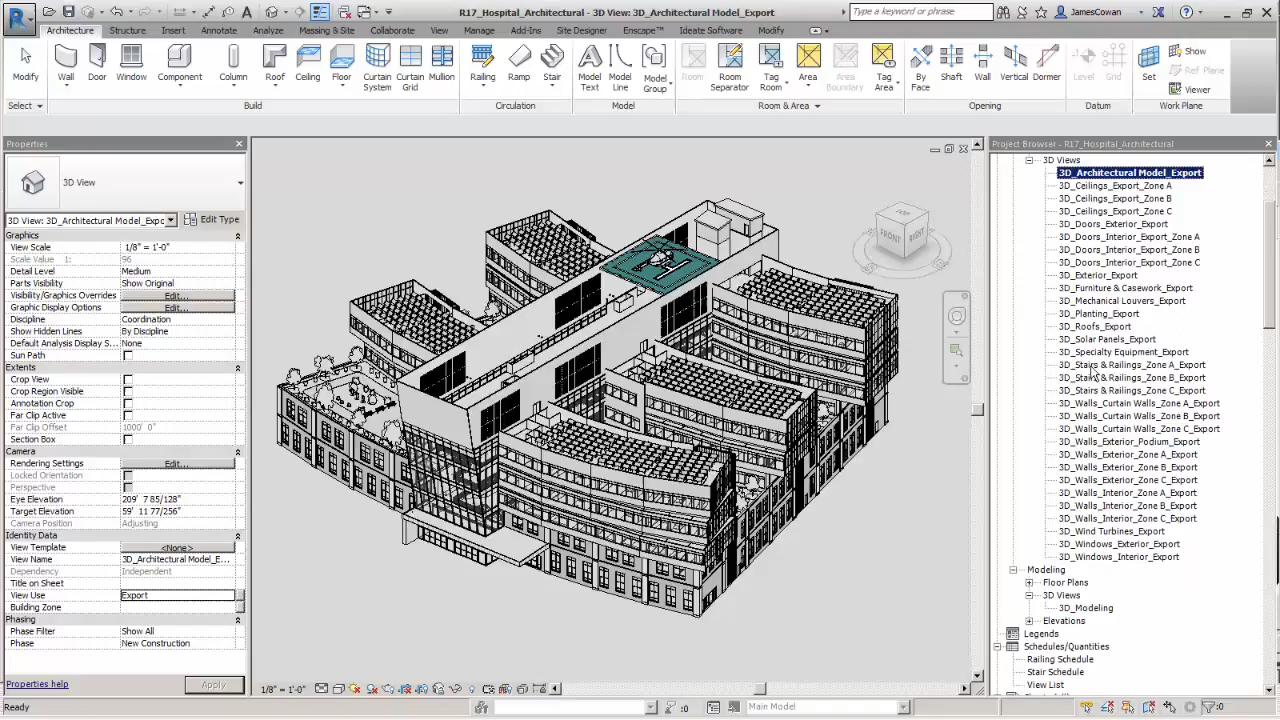 R17_Hospital_Architectural - 3D View: 3D_Architectural Model_Export
Type a keyword or phrase
JamesCowan
Architecture Structure Insert Annotate Analyze Massing & Site Collaborate View Manage Add-Ins Site Designer Enscape™ Ideate Software Modify
Modify
Wall
Door
Window
Component
Column
Roof
Ceiling
Floor
Curtain System
Curtain Grid
Mullion
Railing
Ramp
Stair
Model Text
Model Line
Model Group
Room
Room Separator
Tag Room
Area
Area Boundary
Tag Area
By Face
Shaft
Wall
Vertical
Dormer
Level
Grid
Set
Show
Ref Plane
Viewer
Select Build Circulation Model Room & Area Opening Datum Work Plane
Properties
3D View
3D View: 3D_Architectural Model_Expo
Edit Type
Graphics
View Scale 1/8" = 1'-0"
Scale Value 1: 96
Detail Level Medium
Parts Visibility Show Original
Visibility/Graphics Overrides Edit...
Graphic Display Options Edit...
Discipline Coordination
Show Hidden Lines By Discipline
Default Analysis Display S... None
Sun Path
Extents
Crop View
Crop Region Visible
Annotation Crop
Far Clip Active
Far Clip Offset 1000' 0"
Section Box
Camera
Rendering Settings Edit...
Locked Orientation
Perspective
Eye Elevation 209' 7 85/128"
Target Elevation 59' 11 77/256"
Camera Position Adjusting
Identity Data
View Template <None>
View Name 3D_Architectural Model_E...
Dependency Independent
Title on Sheet
View Use Export
Building Zone
Phasing
Phase Filter Show All
Phase New Construction
Properties help
Apply
TOP
FRONT
RIGHT
H
1/8" = 1'-0"
Project Browser - R17_Hospital_Architectural
3D Views
3D_Architectural Model_Export
3D_Ceilings_Export_Zone A
3D_Ceilings_Export_Zone B
3D_Ceilings_Export_Zone C
3D_Doors_Exterior_Export
3D_Doors_Interior_Export_Zone A
3D_Doors_Interior_Export_Zone B
3D_Doors_Interior_Export_Zone C
3D_Exterior_Export
3D_Furniture & Casework_Export
3D_Mechanical Louvers_Export
3D_Planting_Export
3D_Roofs_Export
3D_Solar Panels_Export
3D_Specialty Equipment_Export
3D_Stairs & Railings_Zone A_Export
3D_Stairs & Railings_Zone B_Export
3D_Stairs & Railings_Zone C_Export
3D_Walls_Curtain Walls_Zone A_Export
3D_Walls_Curtain Walls_Zone B_Export
3D_Walls_Curtain Walls_Zone C_Export
3D_Walls_Exterior_Podium_Export
3D_Walls_Exterior_Zone A_Export
3D_Walls_Exterior_Zone B_Export
3D_Walls_Exterior_Zone C_Export
3D_Walls_Interior_Zone A_Export
3D_Walls_Interior_Zone B_Export
3D_Walls_Interior_Zone C_Export
3D_Wind Turbines_Export
3D_Windows_Exterior_Export
3D_Windows_Interior_Export
Modeling
Floor Plans
3D Views
3D_Modeling
Elevations
Legends
Schedules/Quantities
Railing Schedule
Stair Schedule
View List
Ready
:0
Main Model
:0